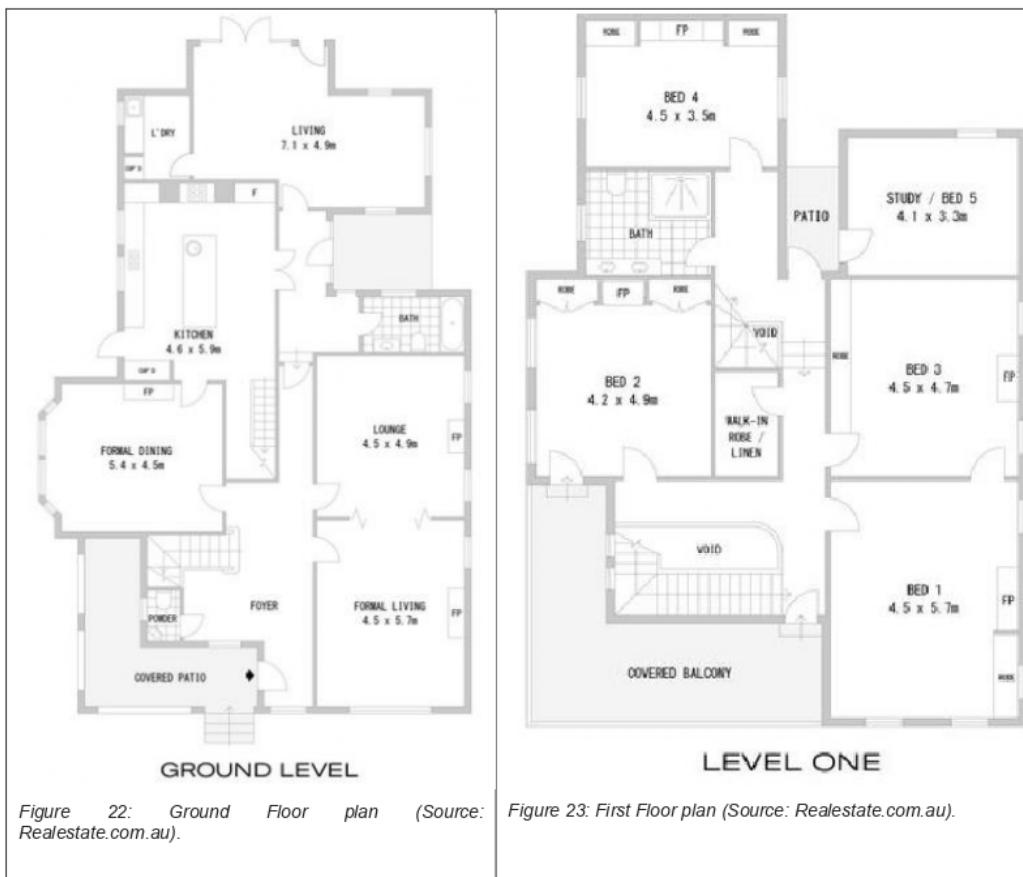 L'DRY
LIVING
7.1 x 4.9m
CUP'D
F
BATH
KITCHEN
4.6 x 5.9m
CUP'D
FP
LOUNGE
4.5 x 4.9m
FP
FORMAL DINING
5.4 x 4.5m
FOYER
FORMAL LIVING
4.5 x 5.7m
FP
POWDER
COVERED PATIO
GROUND LEVEL
Figure 22: Ground Floor plan (Source:
Realestate.com.au).
ROBE
FP
ROBE
BED 4
4.5 x 3.5m
STUDY / BED 5
4.1 x 3.3m
PATIO
BATH
ROBE
FP
ROBE
VOID
BED 2
4.2 x 4.9m
ROBE
BED 3
4.5 x 4.7m
FP
WALK-IN
ROBE /
LINEN
VOID
BED 1
4.5 x 5.7m
FP
ROBE
COVERED BALCONY
LEVEL ONE
Figure 23: First Floor plan (Source: Realestate.com.au).